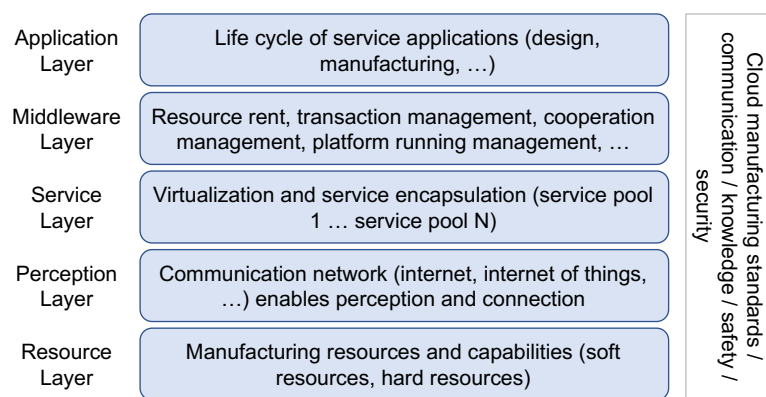 Application
Layer
Life cycle of service applications (design,
manufacturing, …)
Middleware
Layer
Resource rent, transaction management, cooperation
management, platform running management, …
Service
Layer
Virtualization and service encapsulation (service pool
1 … service pool N)
Perception
Layer
Communication network (internet, internet of things,
…) enables perception and connection
Resource
Layer
Manufacturing resources and capabilities (soft
resources, hard resources)
Cloud manufacturing standards /
communication / knowledge / safety /
security